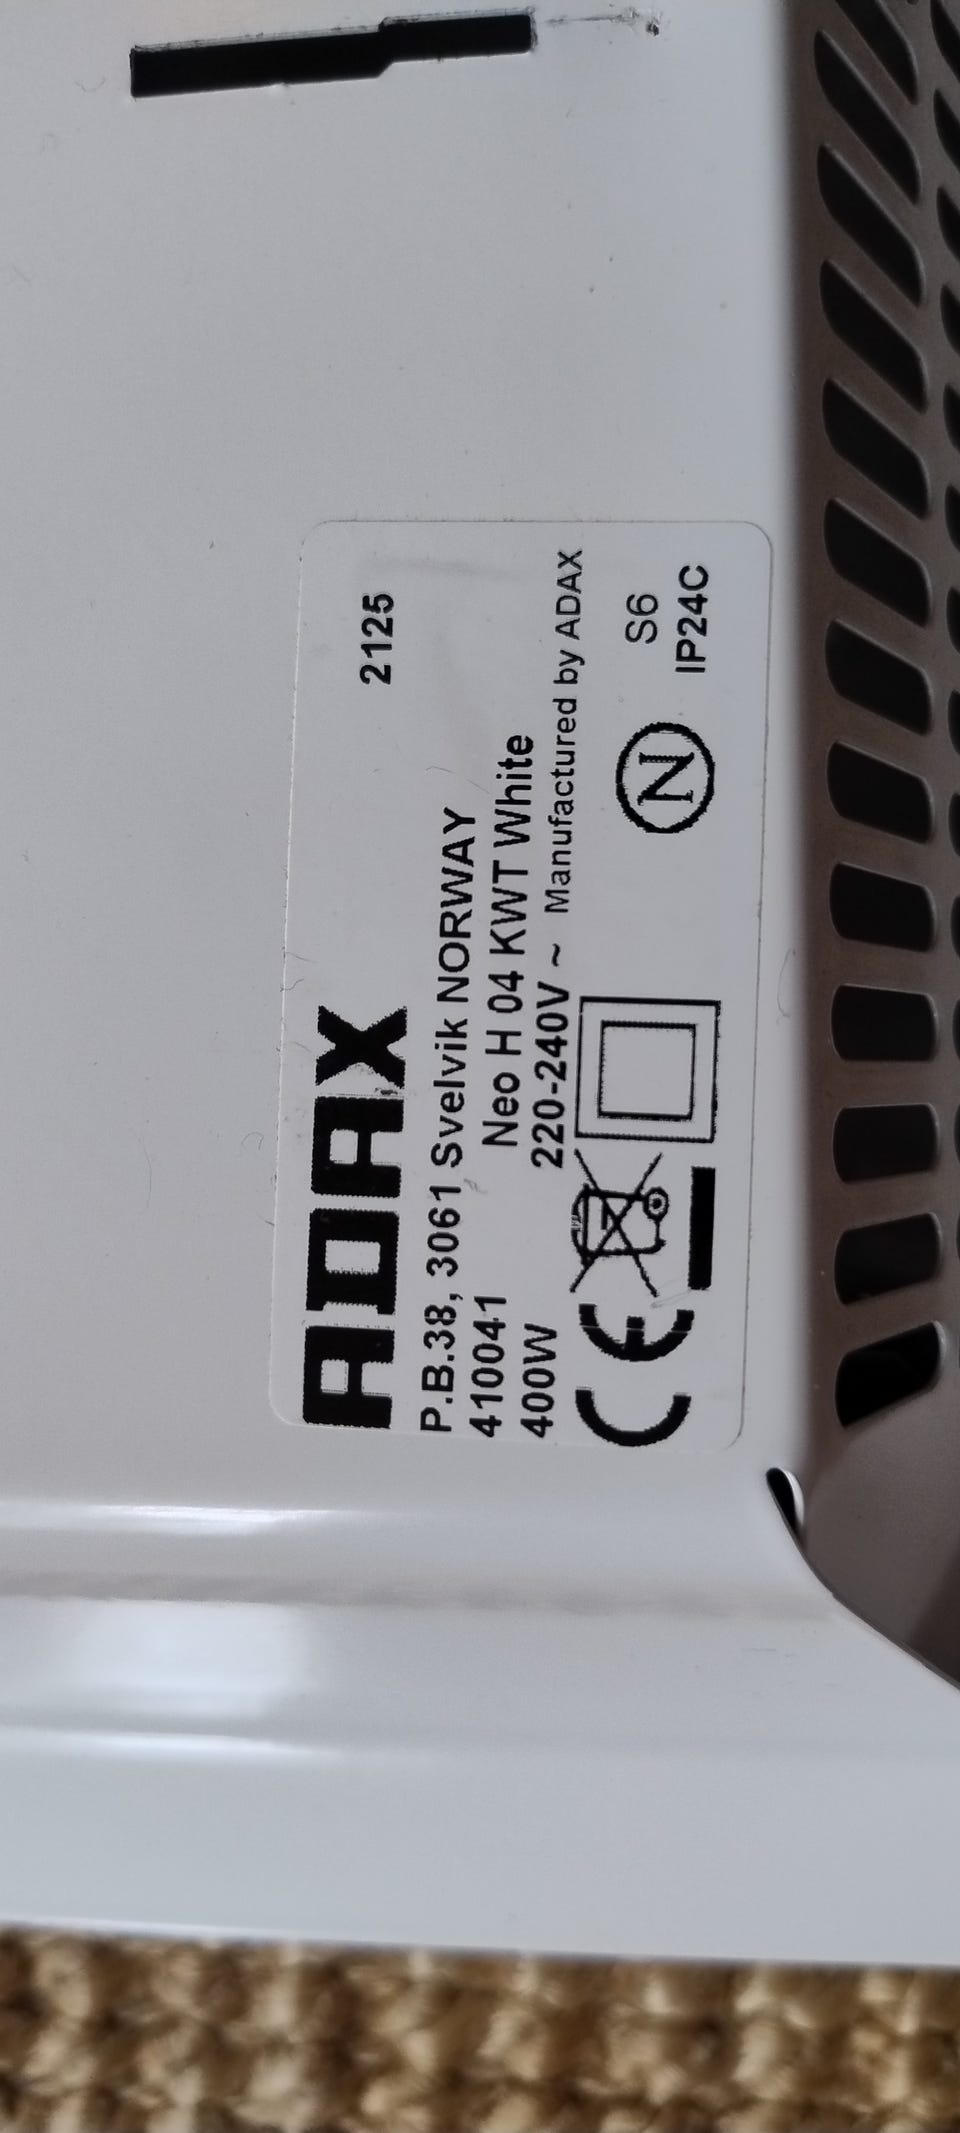 ADAX 2125
P.B.38, 3061 Svelvik NORWAY
410041 Neo H 04 KWT White
400W 220-240V ~ Manufactured by ADAX
CE N S6
IP24C